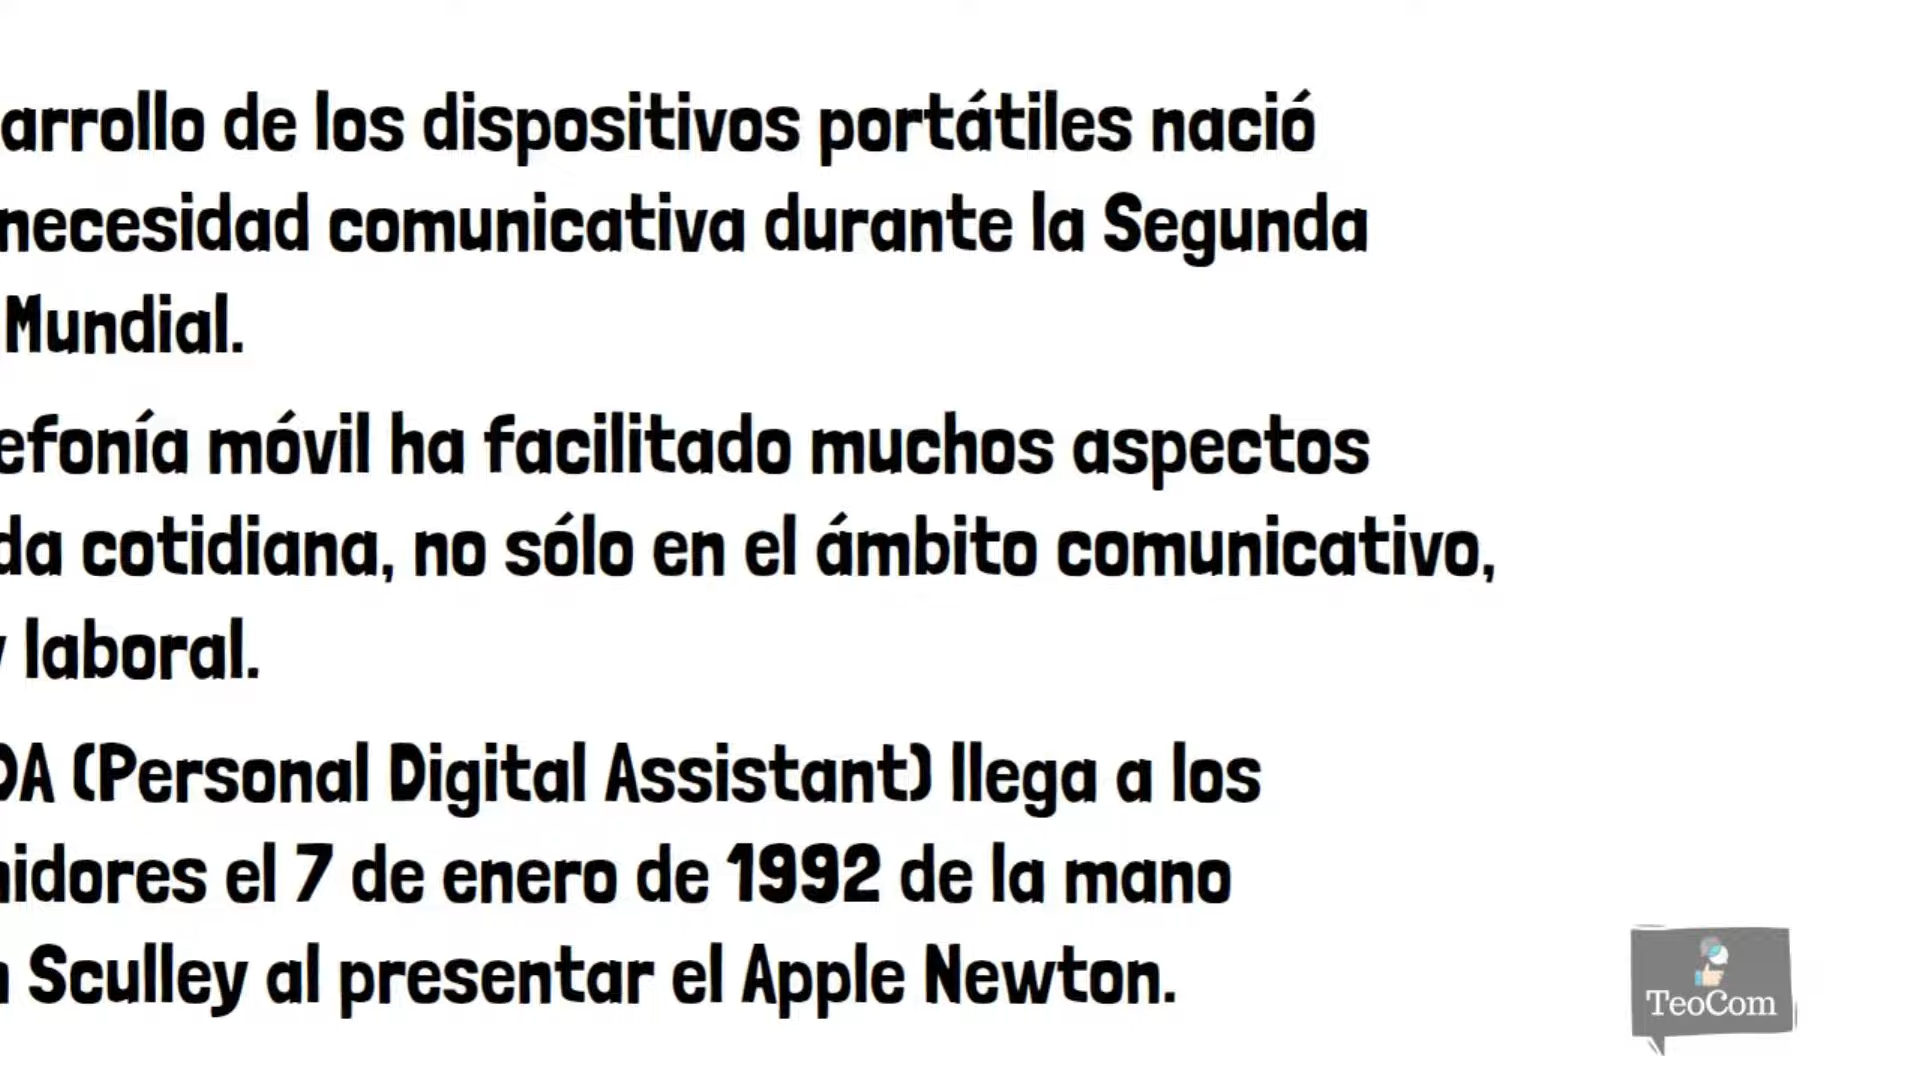 arrollo de los dispositivos portátiles nació
necesidad comunicativa durante la Segunda
Mundial.
efonía móvil ha facilitado muchos aspectos
da cotidiana, no sólo en el ámbito comunicativo,
y laboral.
DA (Personal Digital Assistant) llega a los
nidores el 7 de enero de 1992 de la mano
Sculley al presentar el Apple Newton.
TeoCom